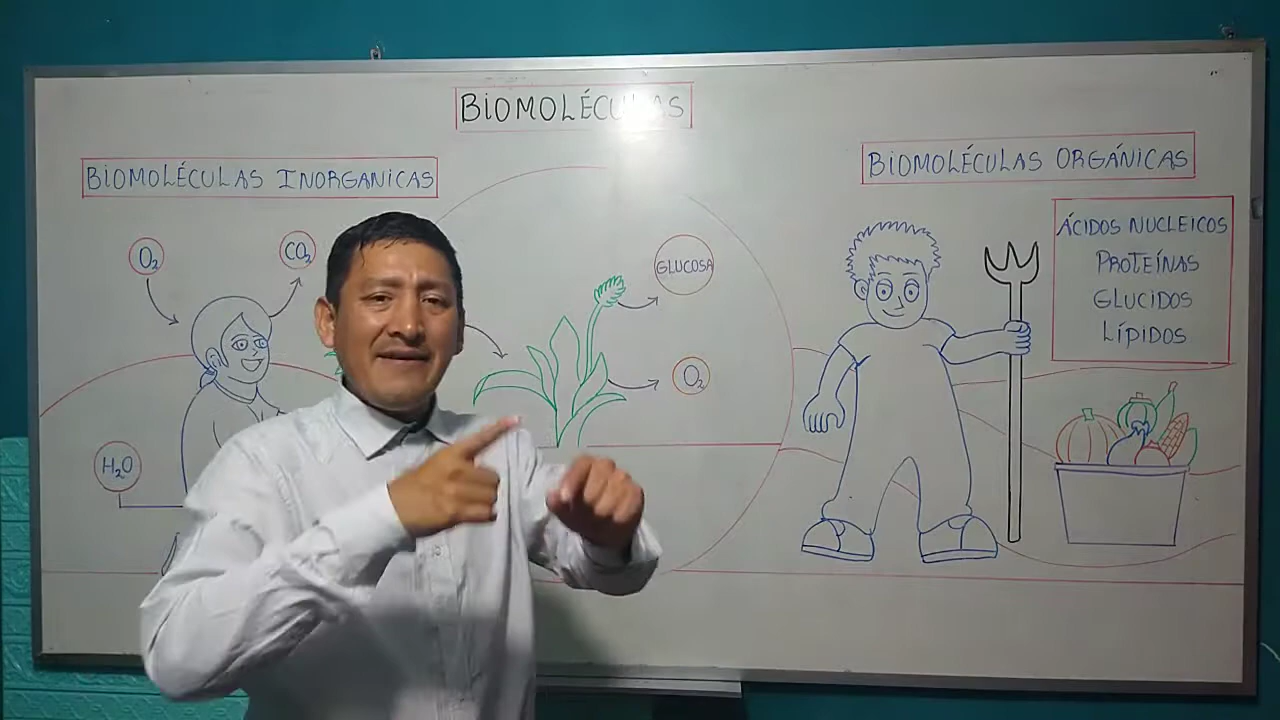 BIOMOLÉCULAS
BIOMOLÉCULAS INORGANICAS
O₂
CO₂
H₂O
GLUCOSA
O₂
BIOMOLÉCULAS ORGÁNICAS
ÁCIDOS NUCLEICOS
PROTEÍNAS
GLUCIDOS
LÍPIDOS